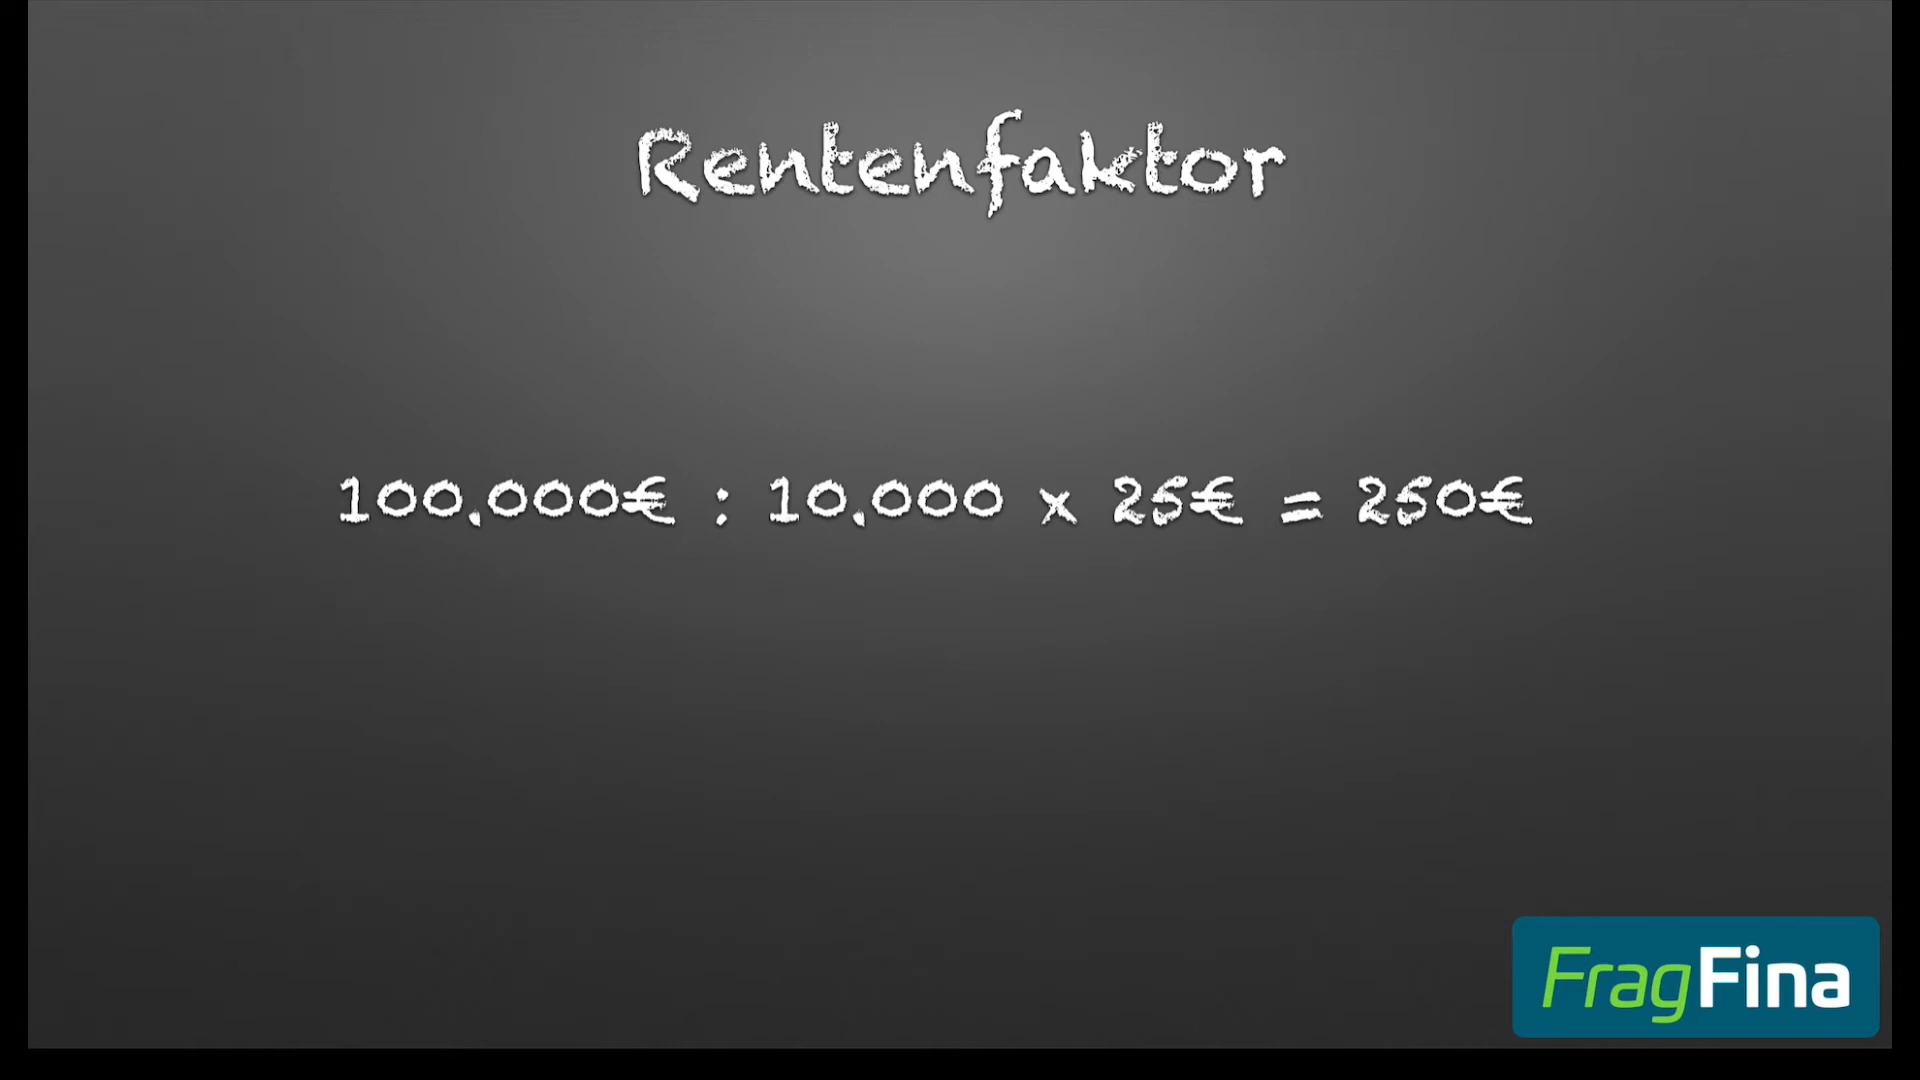 Rentenfaktor
100.000€ : 10.000 x 25€ = 250€
FragFina